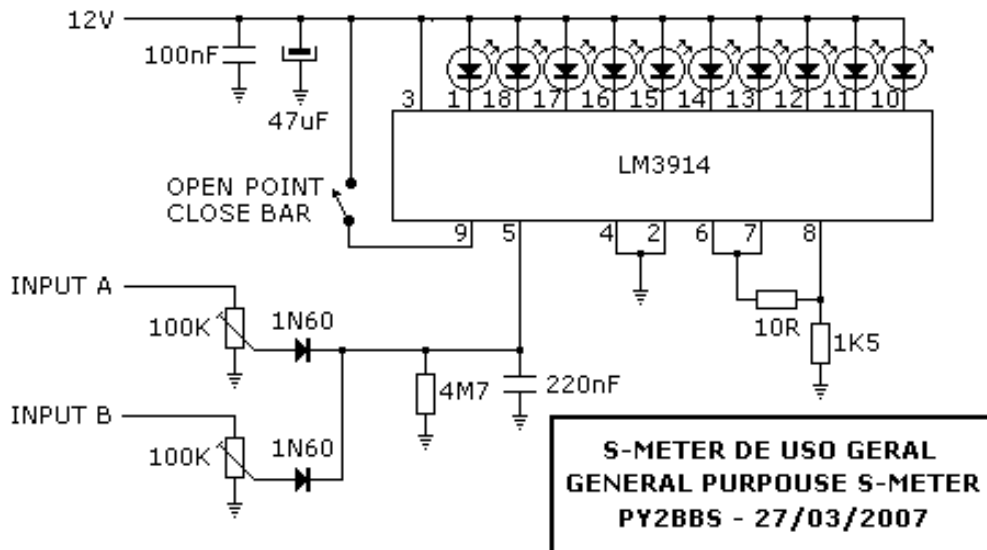 12V
100nF
47uF
3 1 18 17 16 15 14 13 12 11 10
LM3914
OPEN POINT
CLOSE BAR
9 5 4 2 6 7 8
INPUT A
100K
1N60
10R
1K5
4M7
220nF
INPUT B
100K
1N60
S-METER DE USO GERAL
GENERAL PURPOUSE S-METER
PY2BBS - 27/03/2007